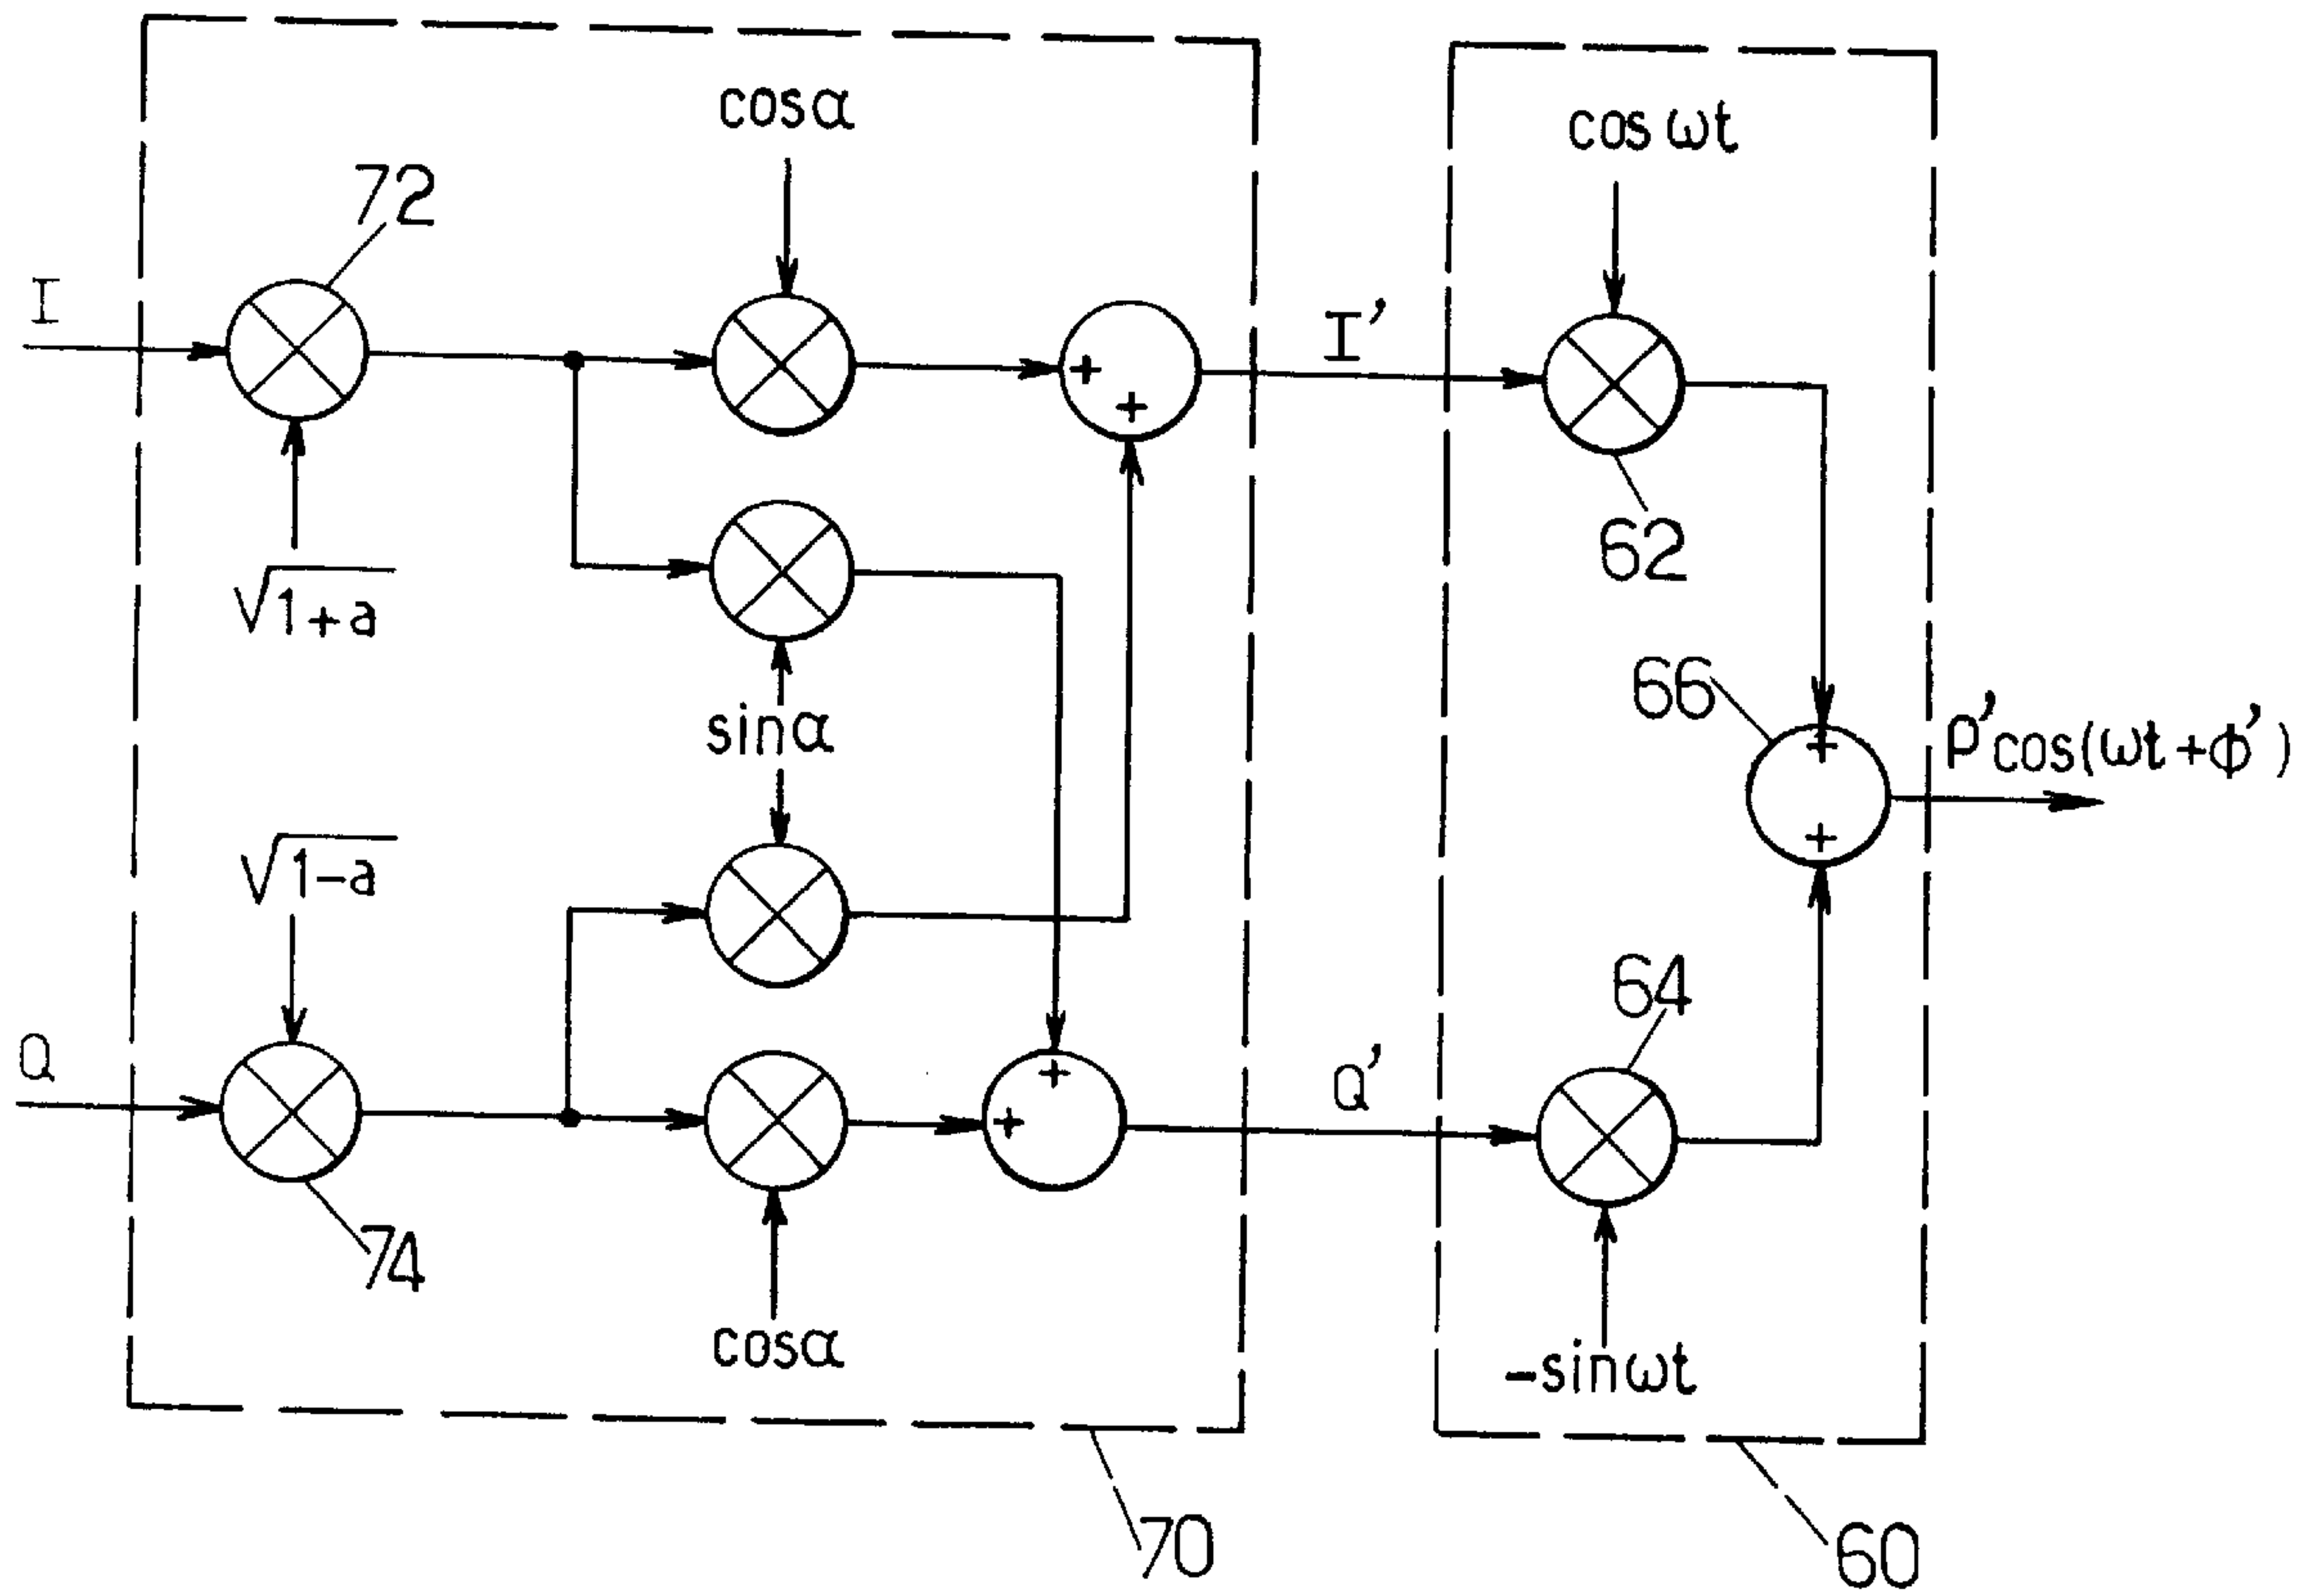 cosα
cos ωt
72
I
I'
+
+
√1+a
62
sinα
66
+
ρ'cos(ωt+ϕ')
√1-a
+
64
Q
Q'
+
+
74
cosα
-sinωt
70
60